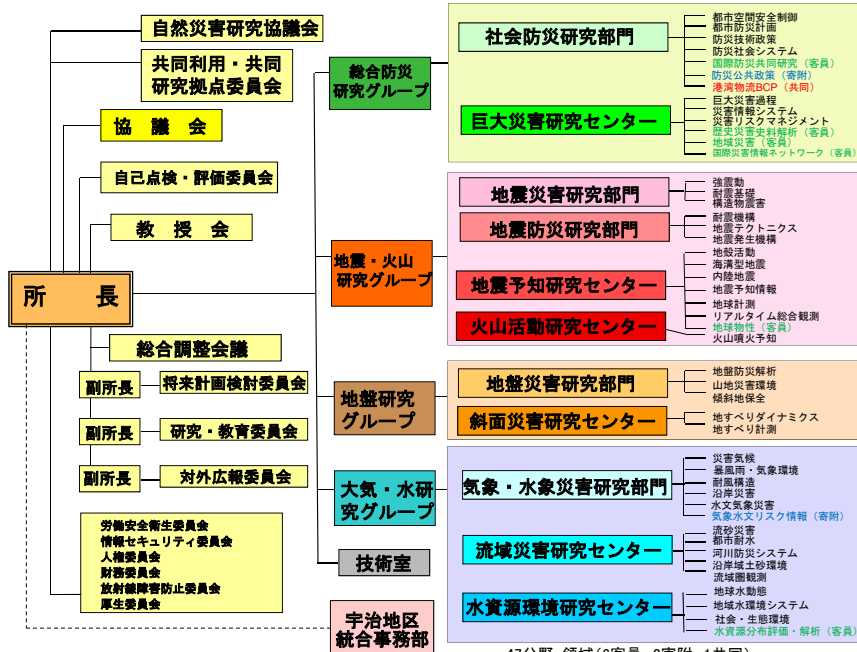 自然災害研究協議会
共同利用・共同
研究拠点委員会
協 議 会
自己点検・評価委員会
教 授 会
所 長
総合調整会議
副所長
将来計画検討委員会
副所長
研究・教育委員会
副所長
対外広報委員会
労働安全衛生委員会
情報セキュリティ委員会
人権委員会
財務委員会
放射線障害防止委員会
厚生委員会
総合防災
研究グループ
社会防災研究部門
都市空間安全制御
都市防災計画
防災技術政策
防災社会システム
国際防災共同研究(客員)
防災公共政策(寄附)
港湾物流BCP(共同)
巨大災害研究センター
巨大災害過程
災害情報システム
災害リスクマネジメント
歴史災害史料解析(客員)
地域災害(客員)
国際災害情報ネットワーク(客員)
地震・火山
研究グループ
地震災害研究部門
強震動
耐震基礎
構造物震害
地震防災研究部門
耐震機構
地震テクトニクス
地震発生機構
地震予知研究センター
地殻活動
海溝型地震
内陸地震
地震予知情報
地球計測
リアルタイム総合観測
地球物性(客員)
火山活動研究センター
火山噴火予知
地盤研究
グループ
地盤災害研究部門
地盤防災解析
山地災害環境
傾斜地保全
斜面災害研究センター
地すべりダイナミクス
地すべり計測
大気・水研
究グループ
気象・水象災害研究部門
災害気候
暴風雨・気象環境
耐風構造
沿岸災害
水文気象災害
気象水文リスク情報(寄附)
流域災害研究センター
流砂災害
都市耐水
河川防災システム
沿岸域土砂環境
流域圏観測
水資源環境研究センター
地球水動態
地域水環境システム
社会・生態環境
水資源分布評価・解析(客員)
技術室
宇治地区
統合事務部